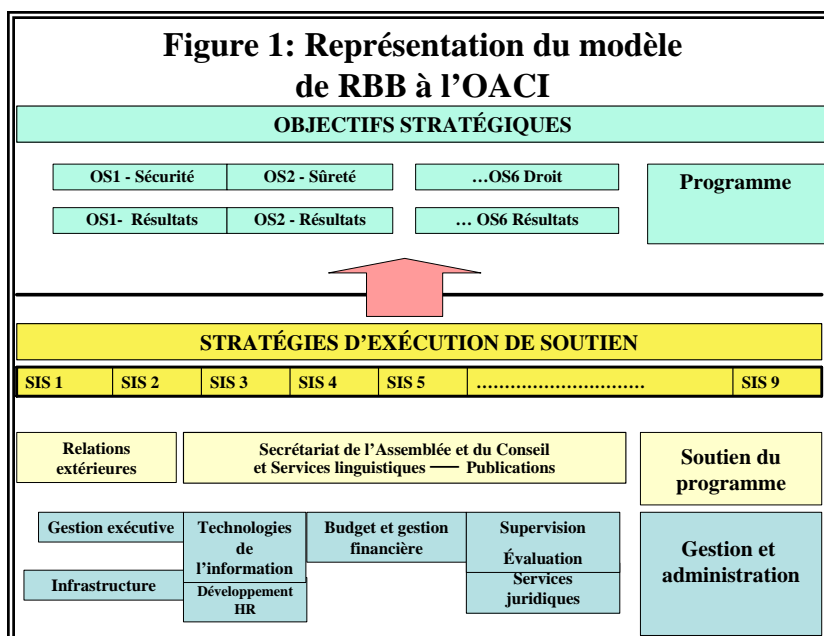 Figure 1: Représentation du modèle
de RBB à l'OACI
OBJECTIFS STRATÉGIQUES
OS1 - Sécurité
OS2 - Sûreté
…OS6 Droit
Programme
OS1-  Résultats
OS2 - Résultats
… OS6 Résultats
STRATÉGIES D'EXÉCUTION DE SOUTIEN
SIS 1
SIS 2
SIS 3
SIS 4
SIS 5
…………………………
SIS 9
Relations
extérieures
Secrétariat de l'Assemblée et du Conseil
et Services linguistiques — Publications
Soutien du
programme
Gestion exécutive
Infrastructure
Technologies
de
l'information
Développement
HR
Budget et gestion
financière
Supervision
Évaluation
Services
juridiques
Gestion et
administration